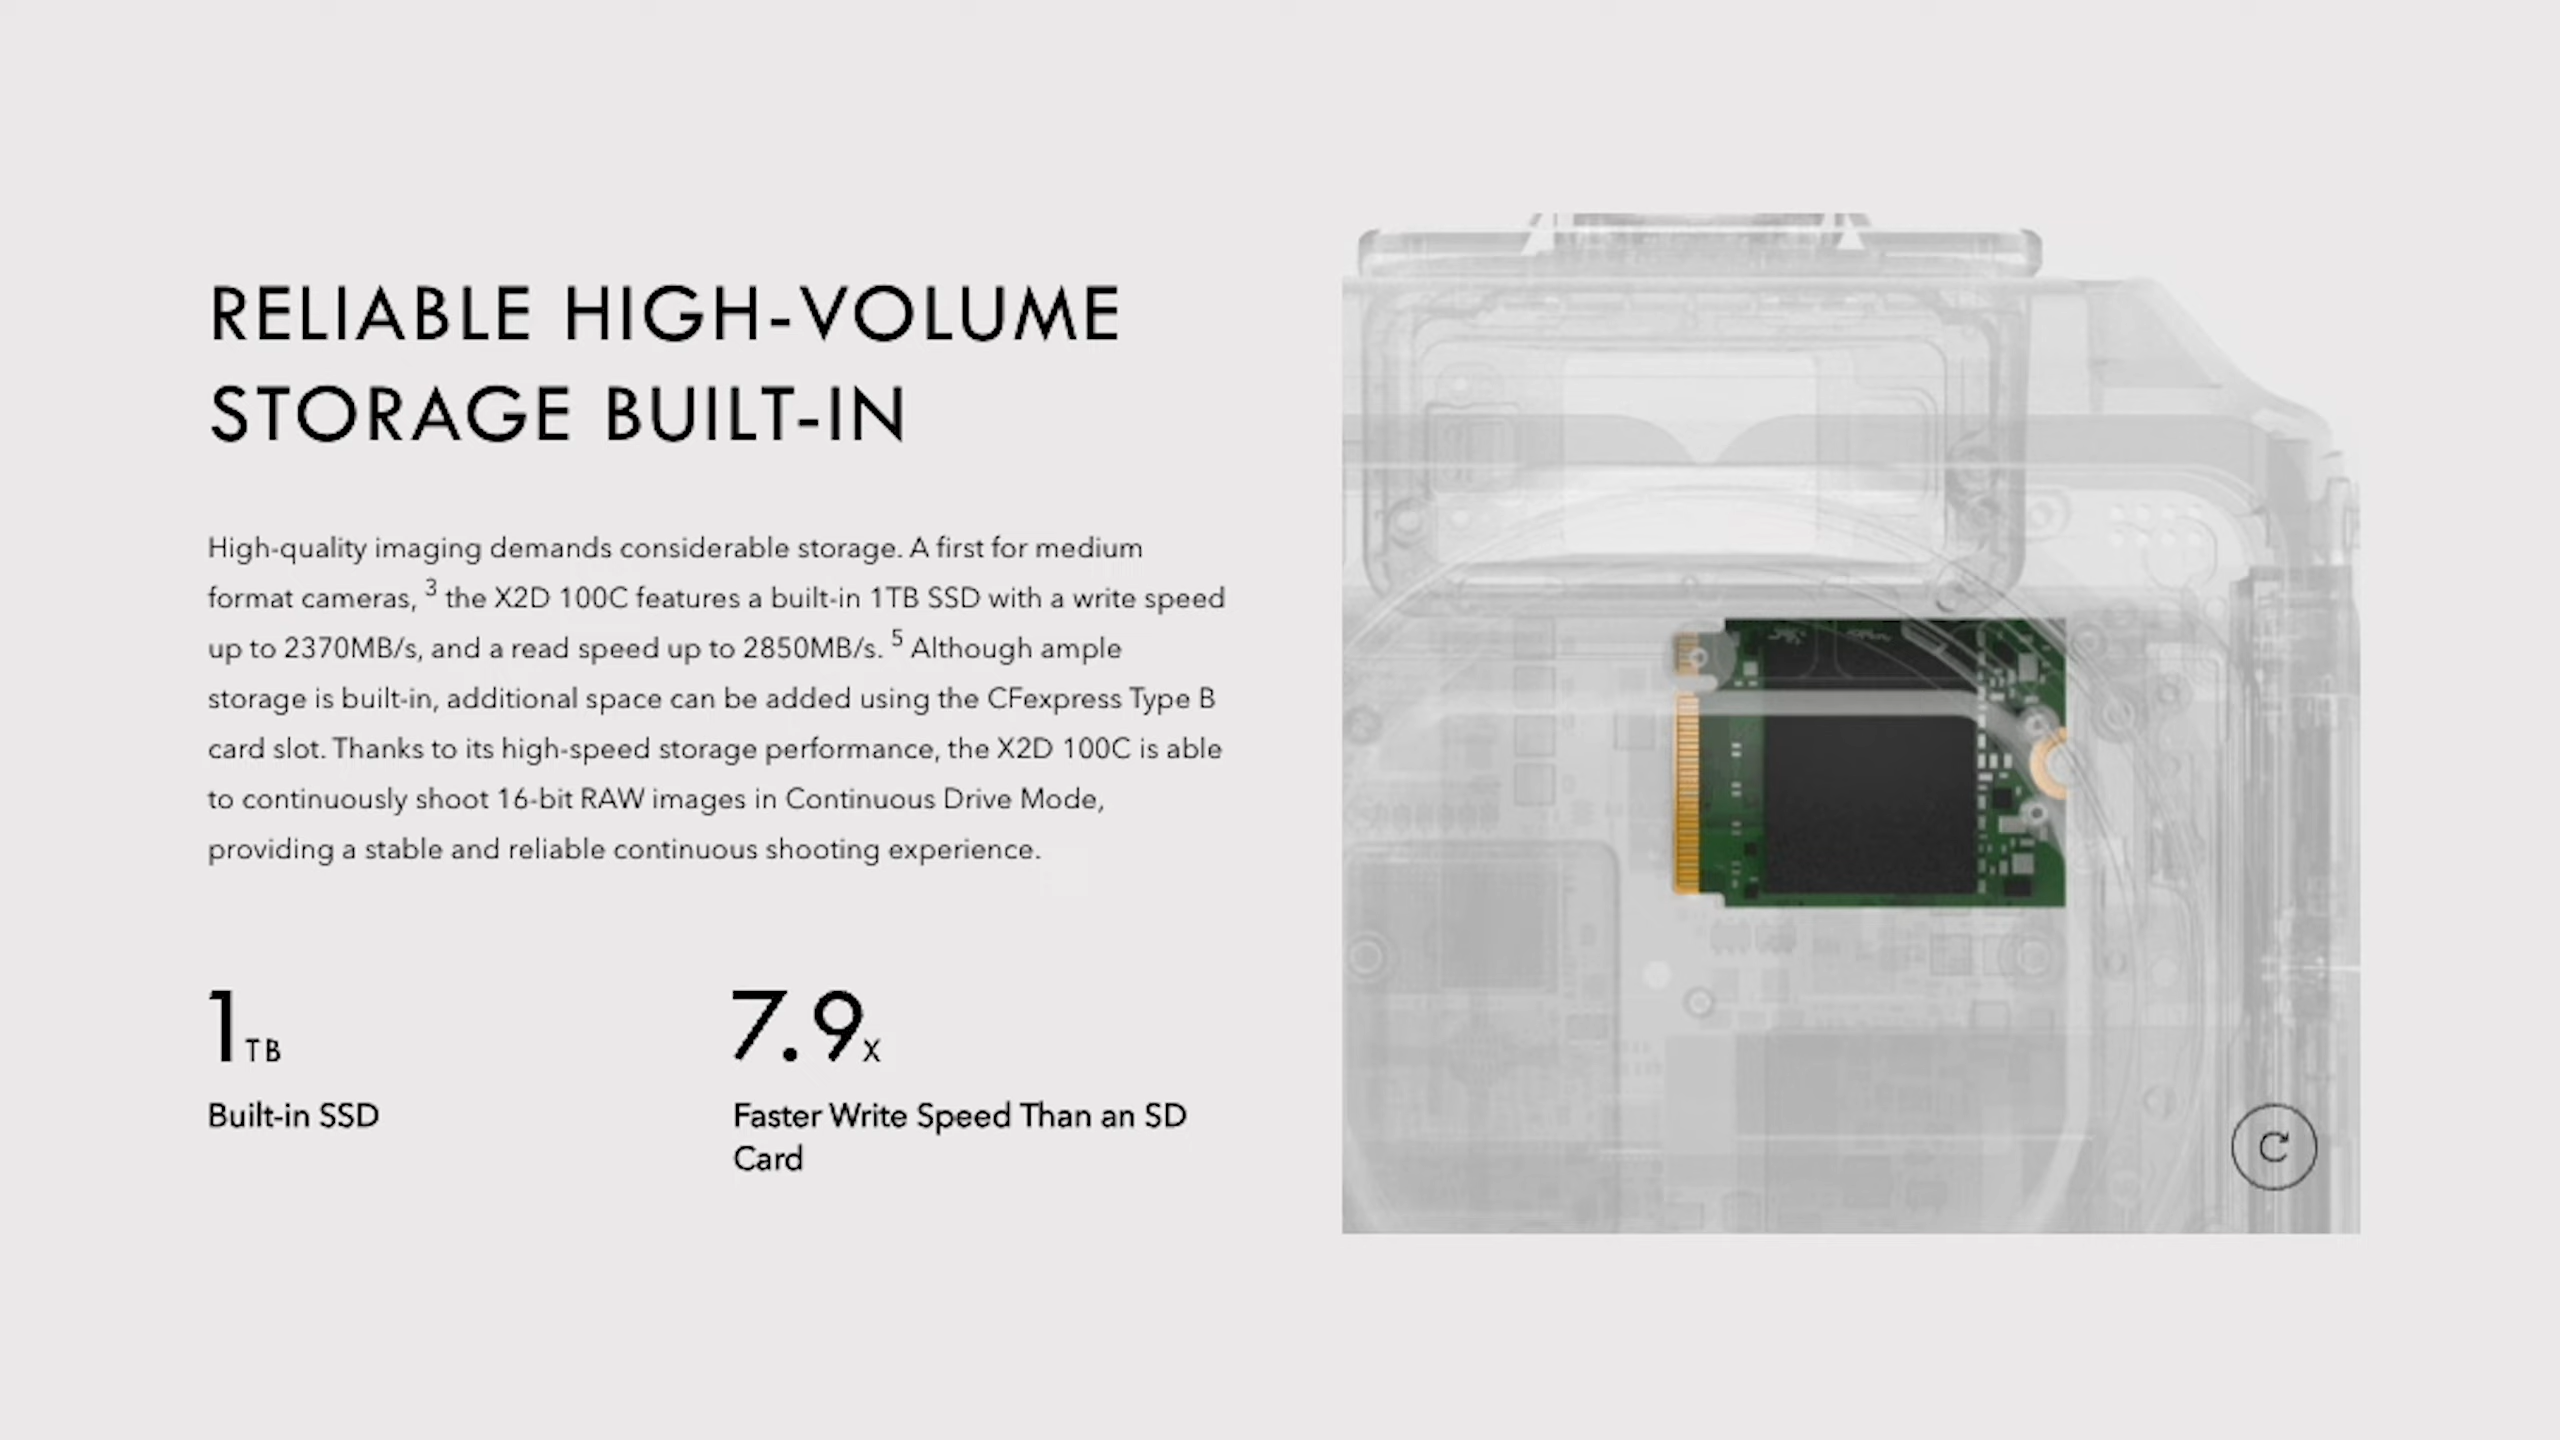 RELIABLE HIGH-VOLUME
STORAGE BUILT-IN
High-quality imaging demands considerable storage. A first for medium
format cameras, 3 the X2D 100C features a built-in 1TB SSD with a write speed
up to 2370MB/s, and a read speed up to 2850MB/s. 5 Although ample
storage is built-in, additional space can be added using the CFexpress Type B
card slot. Thanks to its high-speed storage performance, the X2D 100C is able
to continuously shoot 16-bit RAW images in Continuous Drive Mode,
providing a stable and reliable continuous shooting experience.
1TB
Built-in SSD
7.9X
Faster Write Speed Than an SD
Card